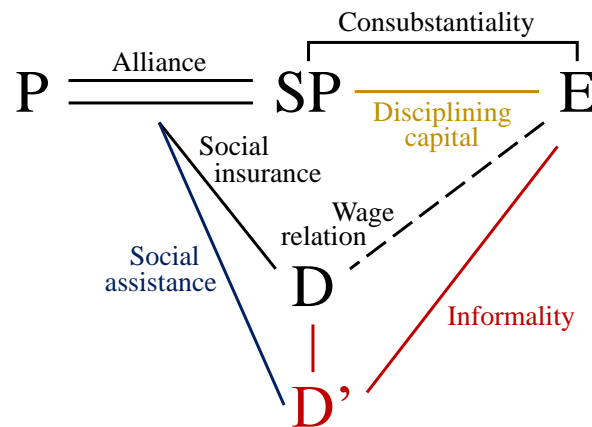 Consubstantiality
Alliance
P
SP
E
Disciplining
capital
Social
insurance
Wage
relation
Social
assistance
D
Informality
D’